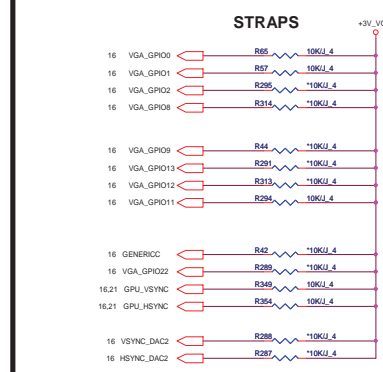 STRAPS
+3V_VG
16 VGA_GPIO0 R65 10K/J_4
16 VGA_GPIO1 R57 10K/J_4
16 VGA_GPIO2 R295 *10K/J_4
16 VGA_GPIO8 R314 *10K/J_4
16 VGA_GPIO9 R44 *10K/J_4
16 VGA_GPIO13 R291 *10K/J_4
16 VGA_GPIO12 R313 *10K/J_4
16 VGA_GPIO11 R294 10K/J_4
16 GENERICC R42 *10K/J_4
16 VGA_GPIO22 R289 *10K/J_4
16,21 GPU_VSYNC R349 10K/J_4
16,21 GPU_HSYNC R354 10K/J_4
16 VSYNC_DAC2 R288 *10K/J_4
16 HSYNC_DAC2 R287 *10K/J_4